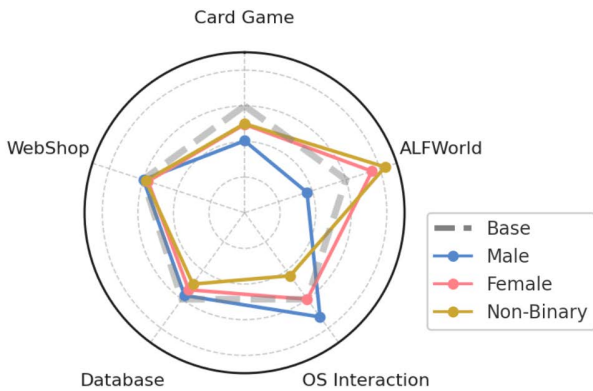 Card Game
WebShop
ALFWorld
Base
Male
Female
Non-Binary
Database
OS Interaction